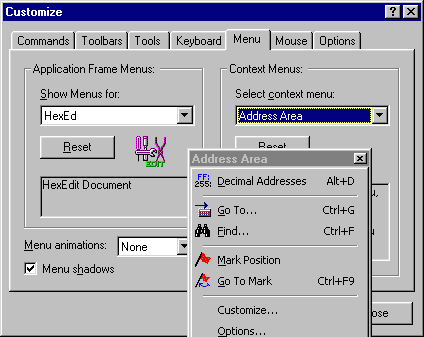 Customize
Commands Toolbars Tools Keyboard Menu Mouse Options
Application Frame Menus:
Show Menus for:
HexEd
Reset
EDIT
HexEdit Document
Menu animations: None
Menu shadows
Context Menus:
Select context menu:
Address Area
Reset
Address Area
FF:
255: Decimal Addresses Alt+D
Go To... Ctrl+G
Find... Ctrl+F
Mark Position
Go To Mark Ctrl+F9
Customize...
Options...